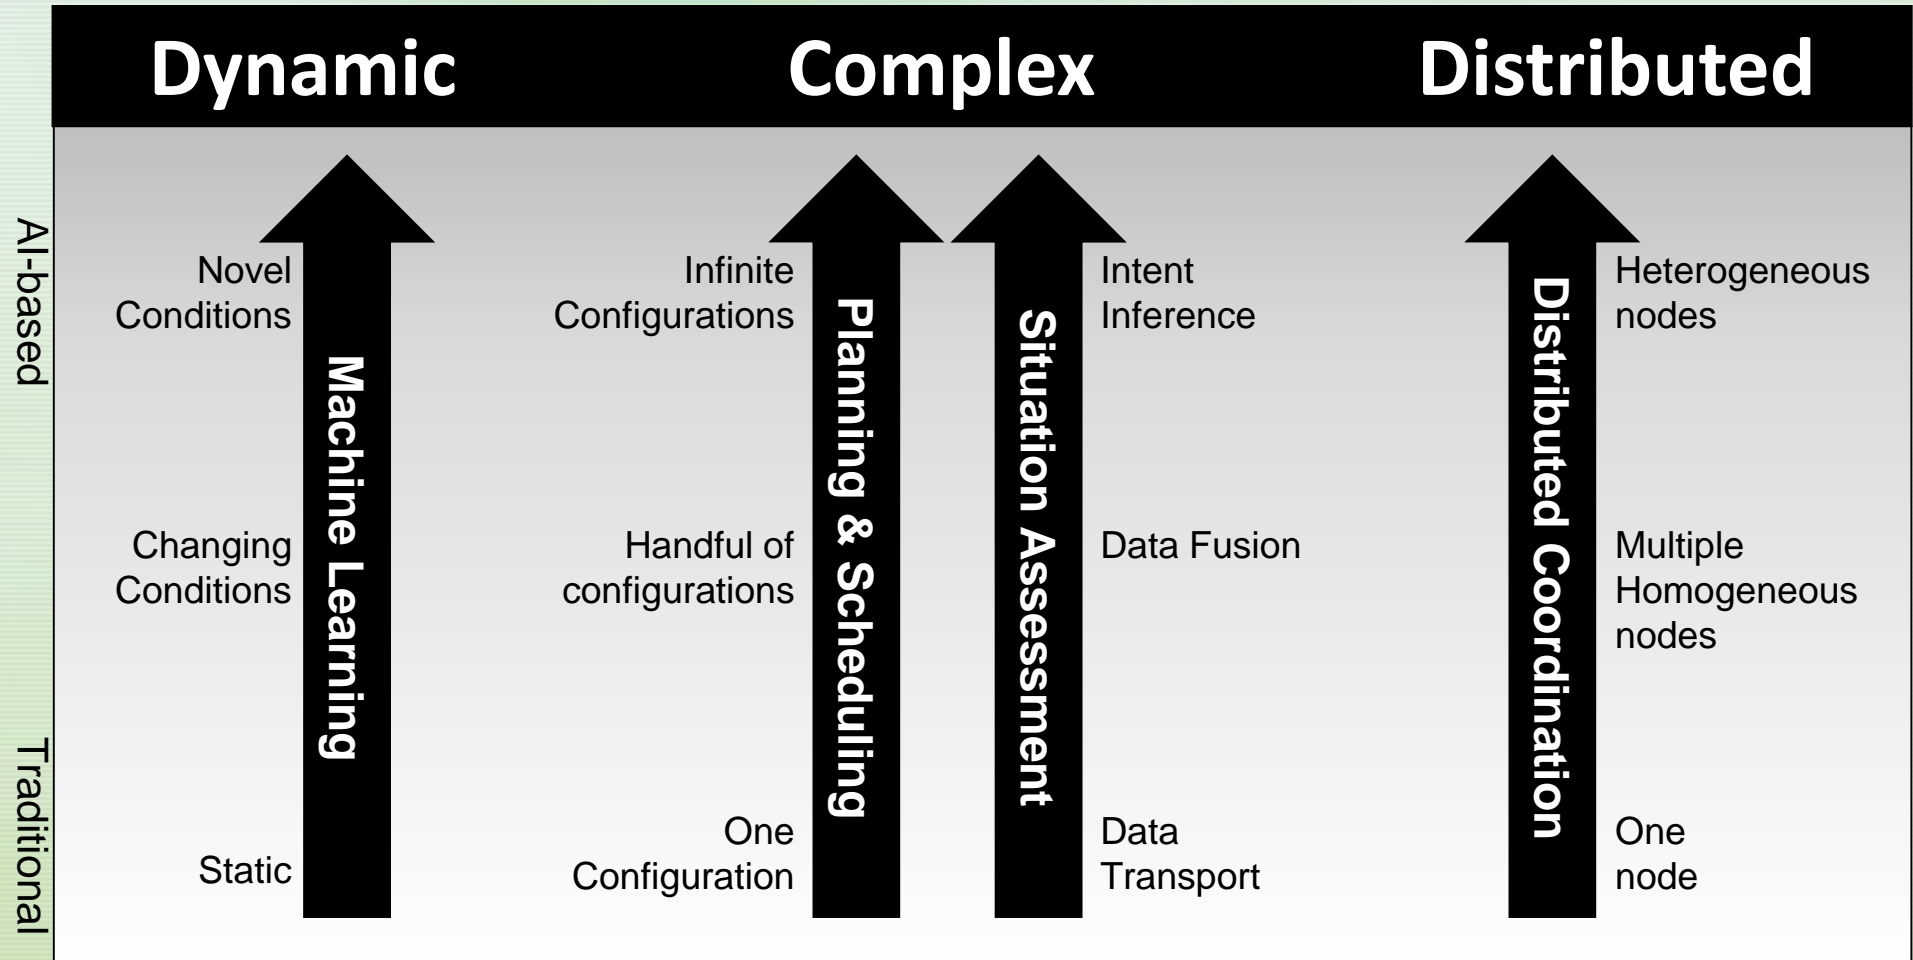 Dynamic
Complex
Distributed
AI-based
Traditional
Novel
Conditions
Changing
Conditions
Static
Machine Learning
Infinite
Configurations
Handful of
configurations
One
Configuration
Planning & Scheduling
Situation Assessment
Intent
Inference
Data Fusion
Data
Transport
Distributed Coordination
Heterogeneous
nodes
Multiple
Homogeneous
nodes
One
node